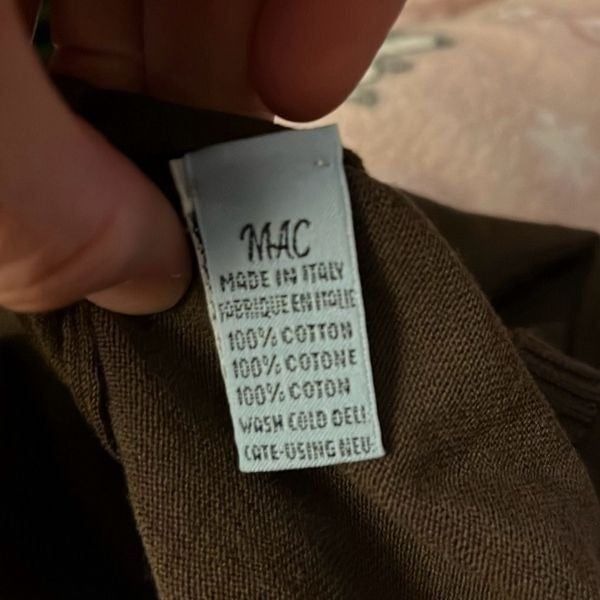 MAC
MADE IN ITALY
FABRIQUE EN ITALIE
100% COTTON
100% COTONE
100% COTON
WASH COLD DELI
CATE-USING NEU